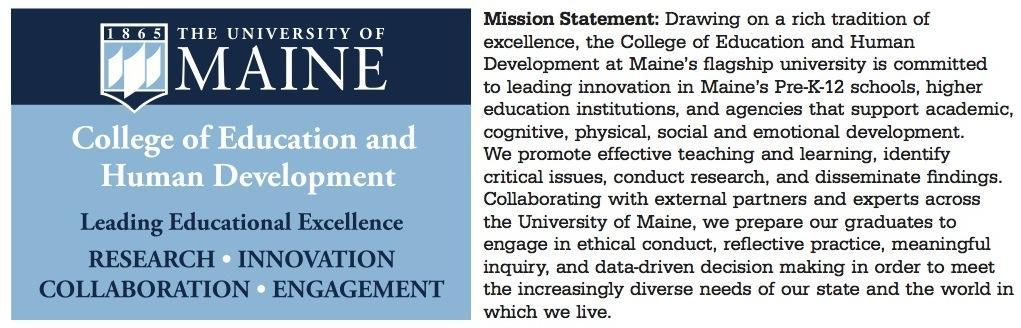 1865
THE UNIVERSITY OF
MAINE
College of Education and
Human Development
Leading Educational Excellence
RESEARCH • INNOVATION
COLLABORATION • ENGAGEMENT
Mission Statement: Drawing on a rich tradition of
excellence, the College of Education and Human
Development at Maine's flagship university is committed
to leading innovation in Maine's Pre-K-12 schools, higher
education institutions, and agencies that support academic,
cognitive, physical, social and emotional development.
We promote effective teaching and learning, identify
critical issues, conduct research, and disseminate findings.
Collaborating with external partners and experts across
the University of Maine, we prepare our graduates to
engage in ethical conduct, reflective practice, meaningful
inquiry, and data-driven decision making in order to meet
the increasingly diverse needs of our state and the world in
which we live.